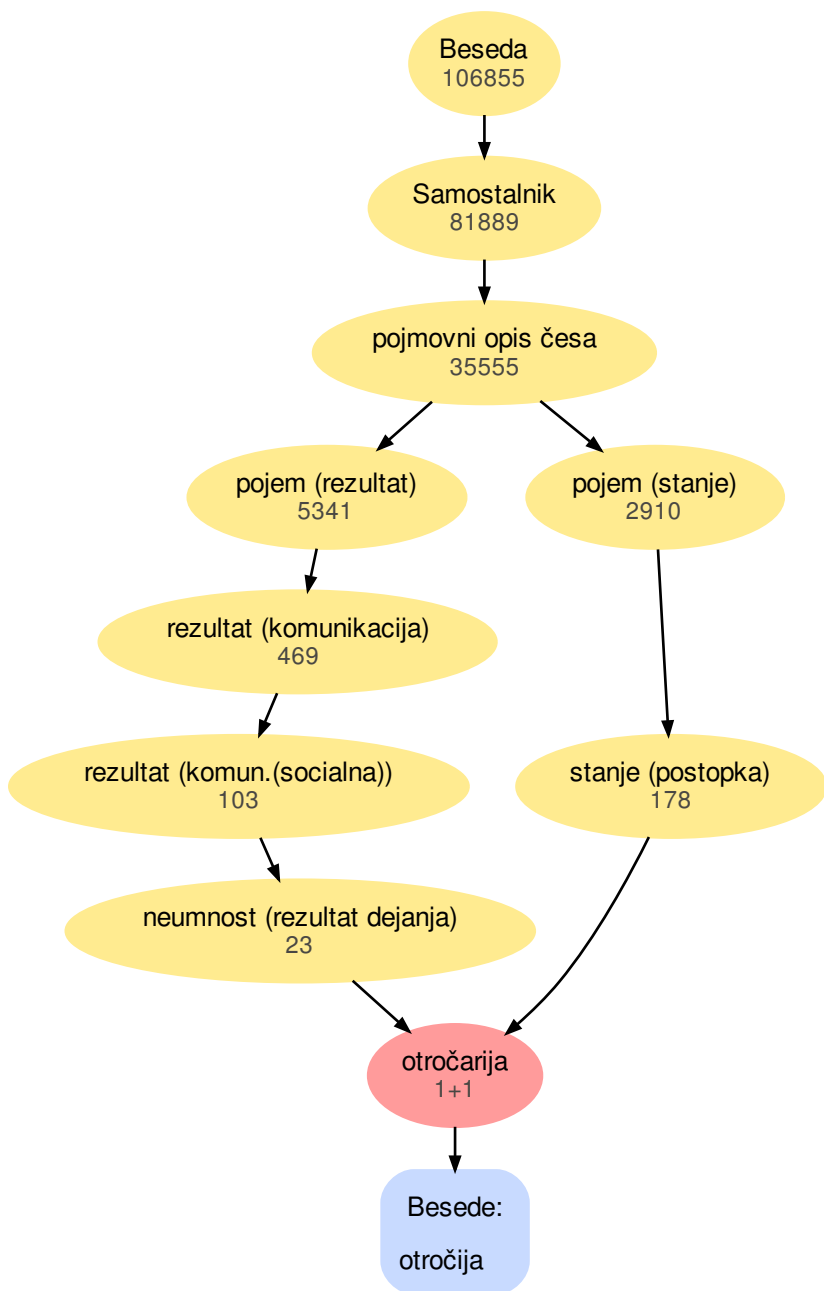 Beseda
106855
Samostalnik
81889
pojmovni opis česa
35555
pojem (rezultat)
5341
pojem (stanje)
2910
rezultat (komunikacija)
469
rezultat (komun.(socialna))
103
stanje (postopka)
178
neumnost (rezultat dejanja)
23
otročarija
1+1
Besede:
otročija